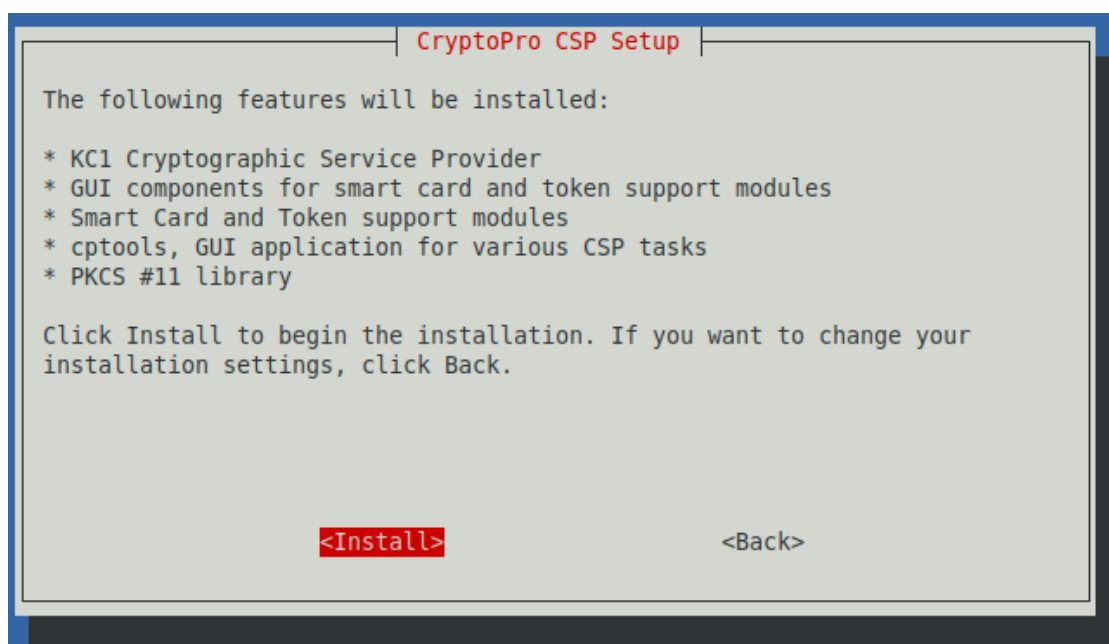 CryptoPro CSP Setup
The following features will be installed:
* KC1 Cryptographic Service Provider
* GUI components for smart card and token support modules
* Smart Card and Token support modules
* cptools, GUI application for various CSP tasks
* PKCS #11 library
Click Install to begin the installation. If you want to change your
installation settings, click Back.
<Install> <Back>